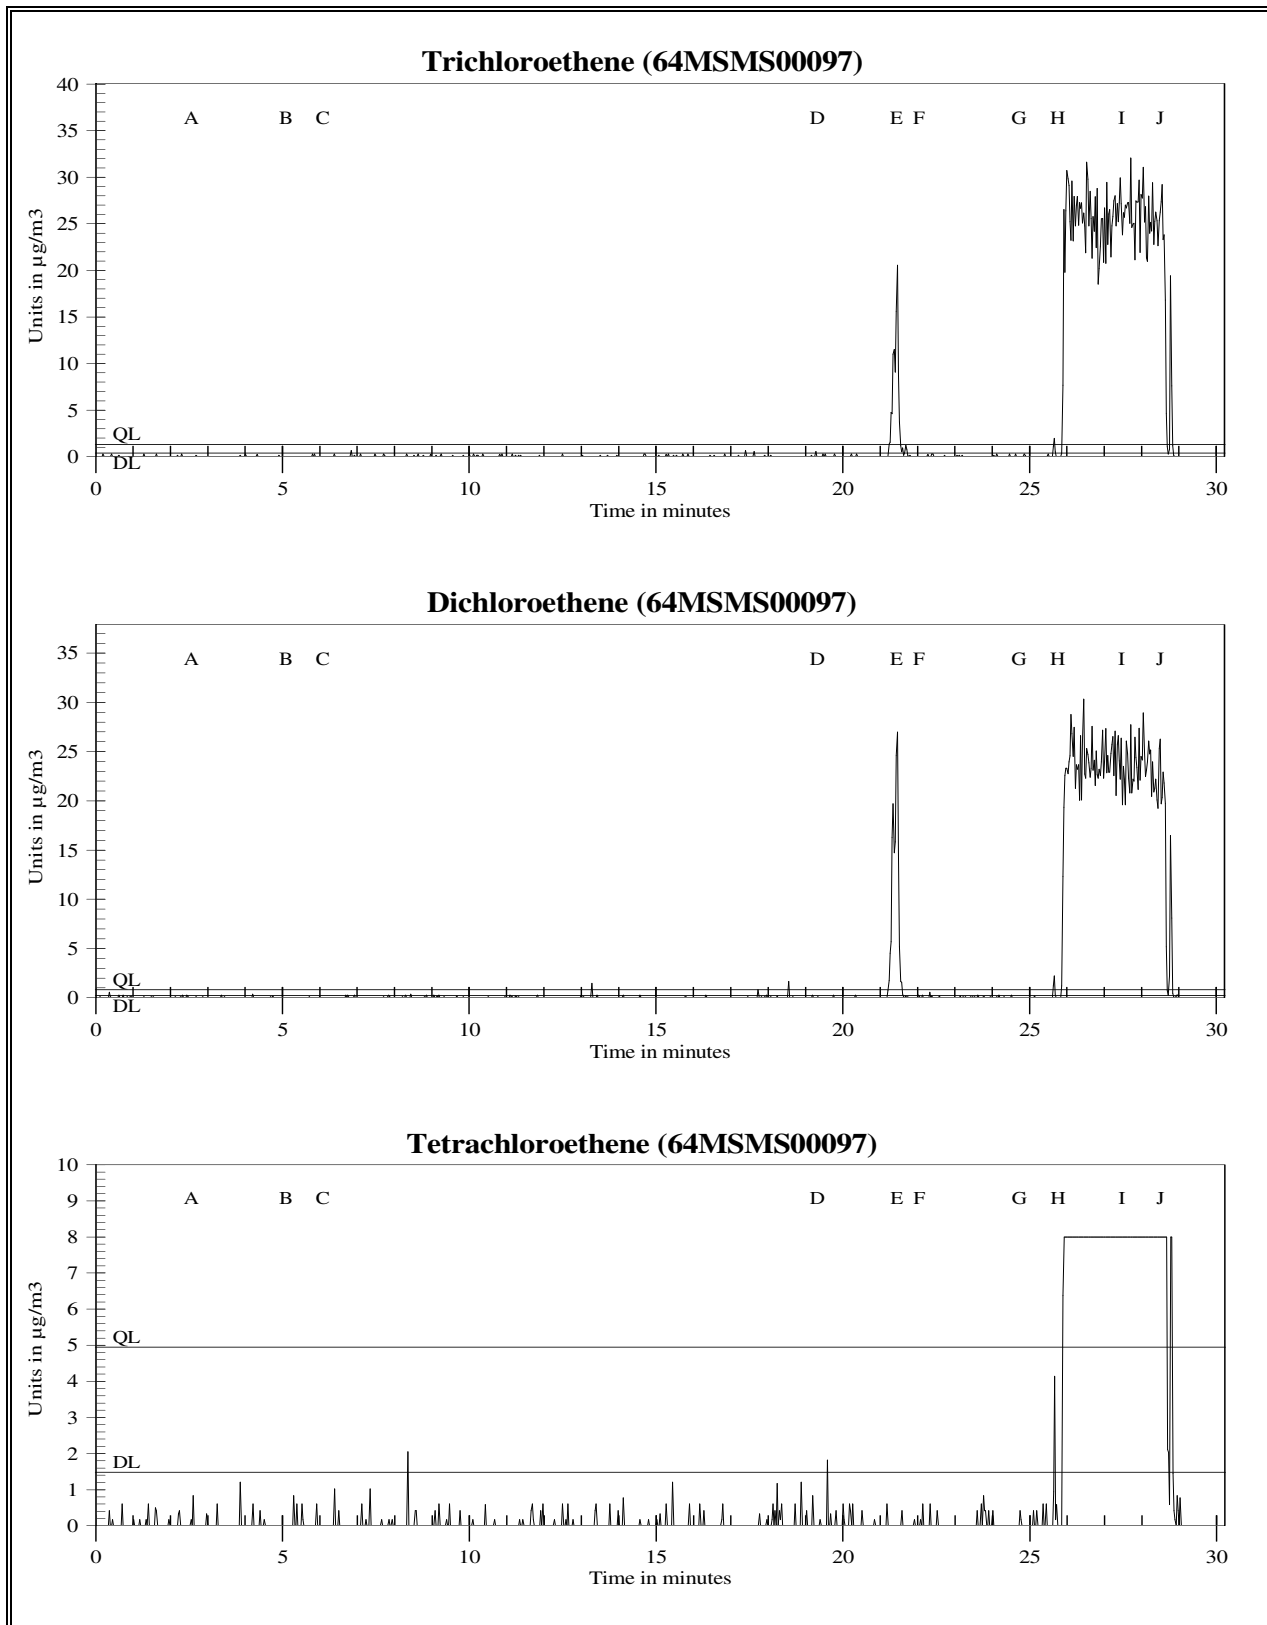 Trichloroethene (64MSMS00097)
40
A B C D E F G H I J
35
30
25
20
15
10
5
QL
0
DL
Units in µg/m3
0 5 10 15 20 25 30
Time in minutes
Dichloroethene (64MSMS00097)
A B C D E F G H I J
35
30
25
20
15
10
5
QL
0
DL
Units in µg/m3
0 5 10 15 20 25 30
Time in minutes
Tetrachloroethene (64MSMS00097)
10
A B C D E F G H I J
9
8
7
6
QL
5
4
3
DL
2
1
0
Units in µg/m3
0 5 10 15 20 25 30
Time in minutes